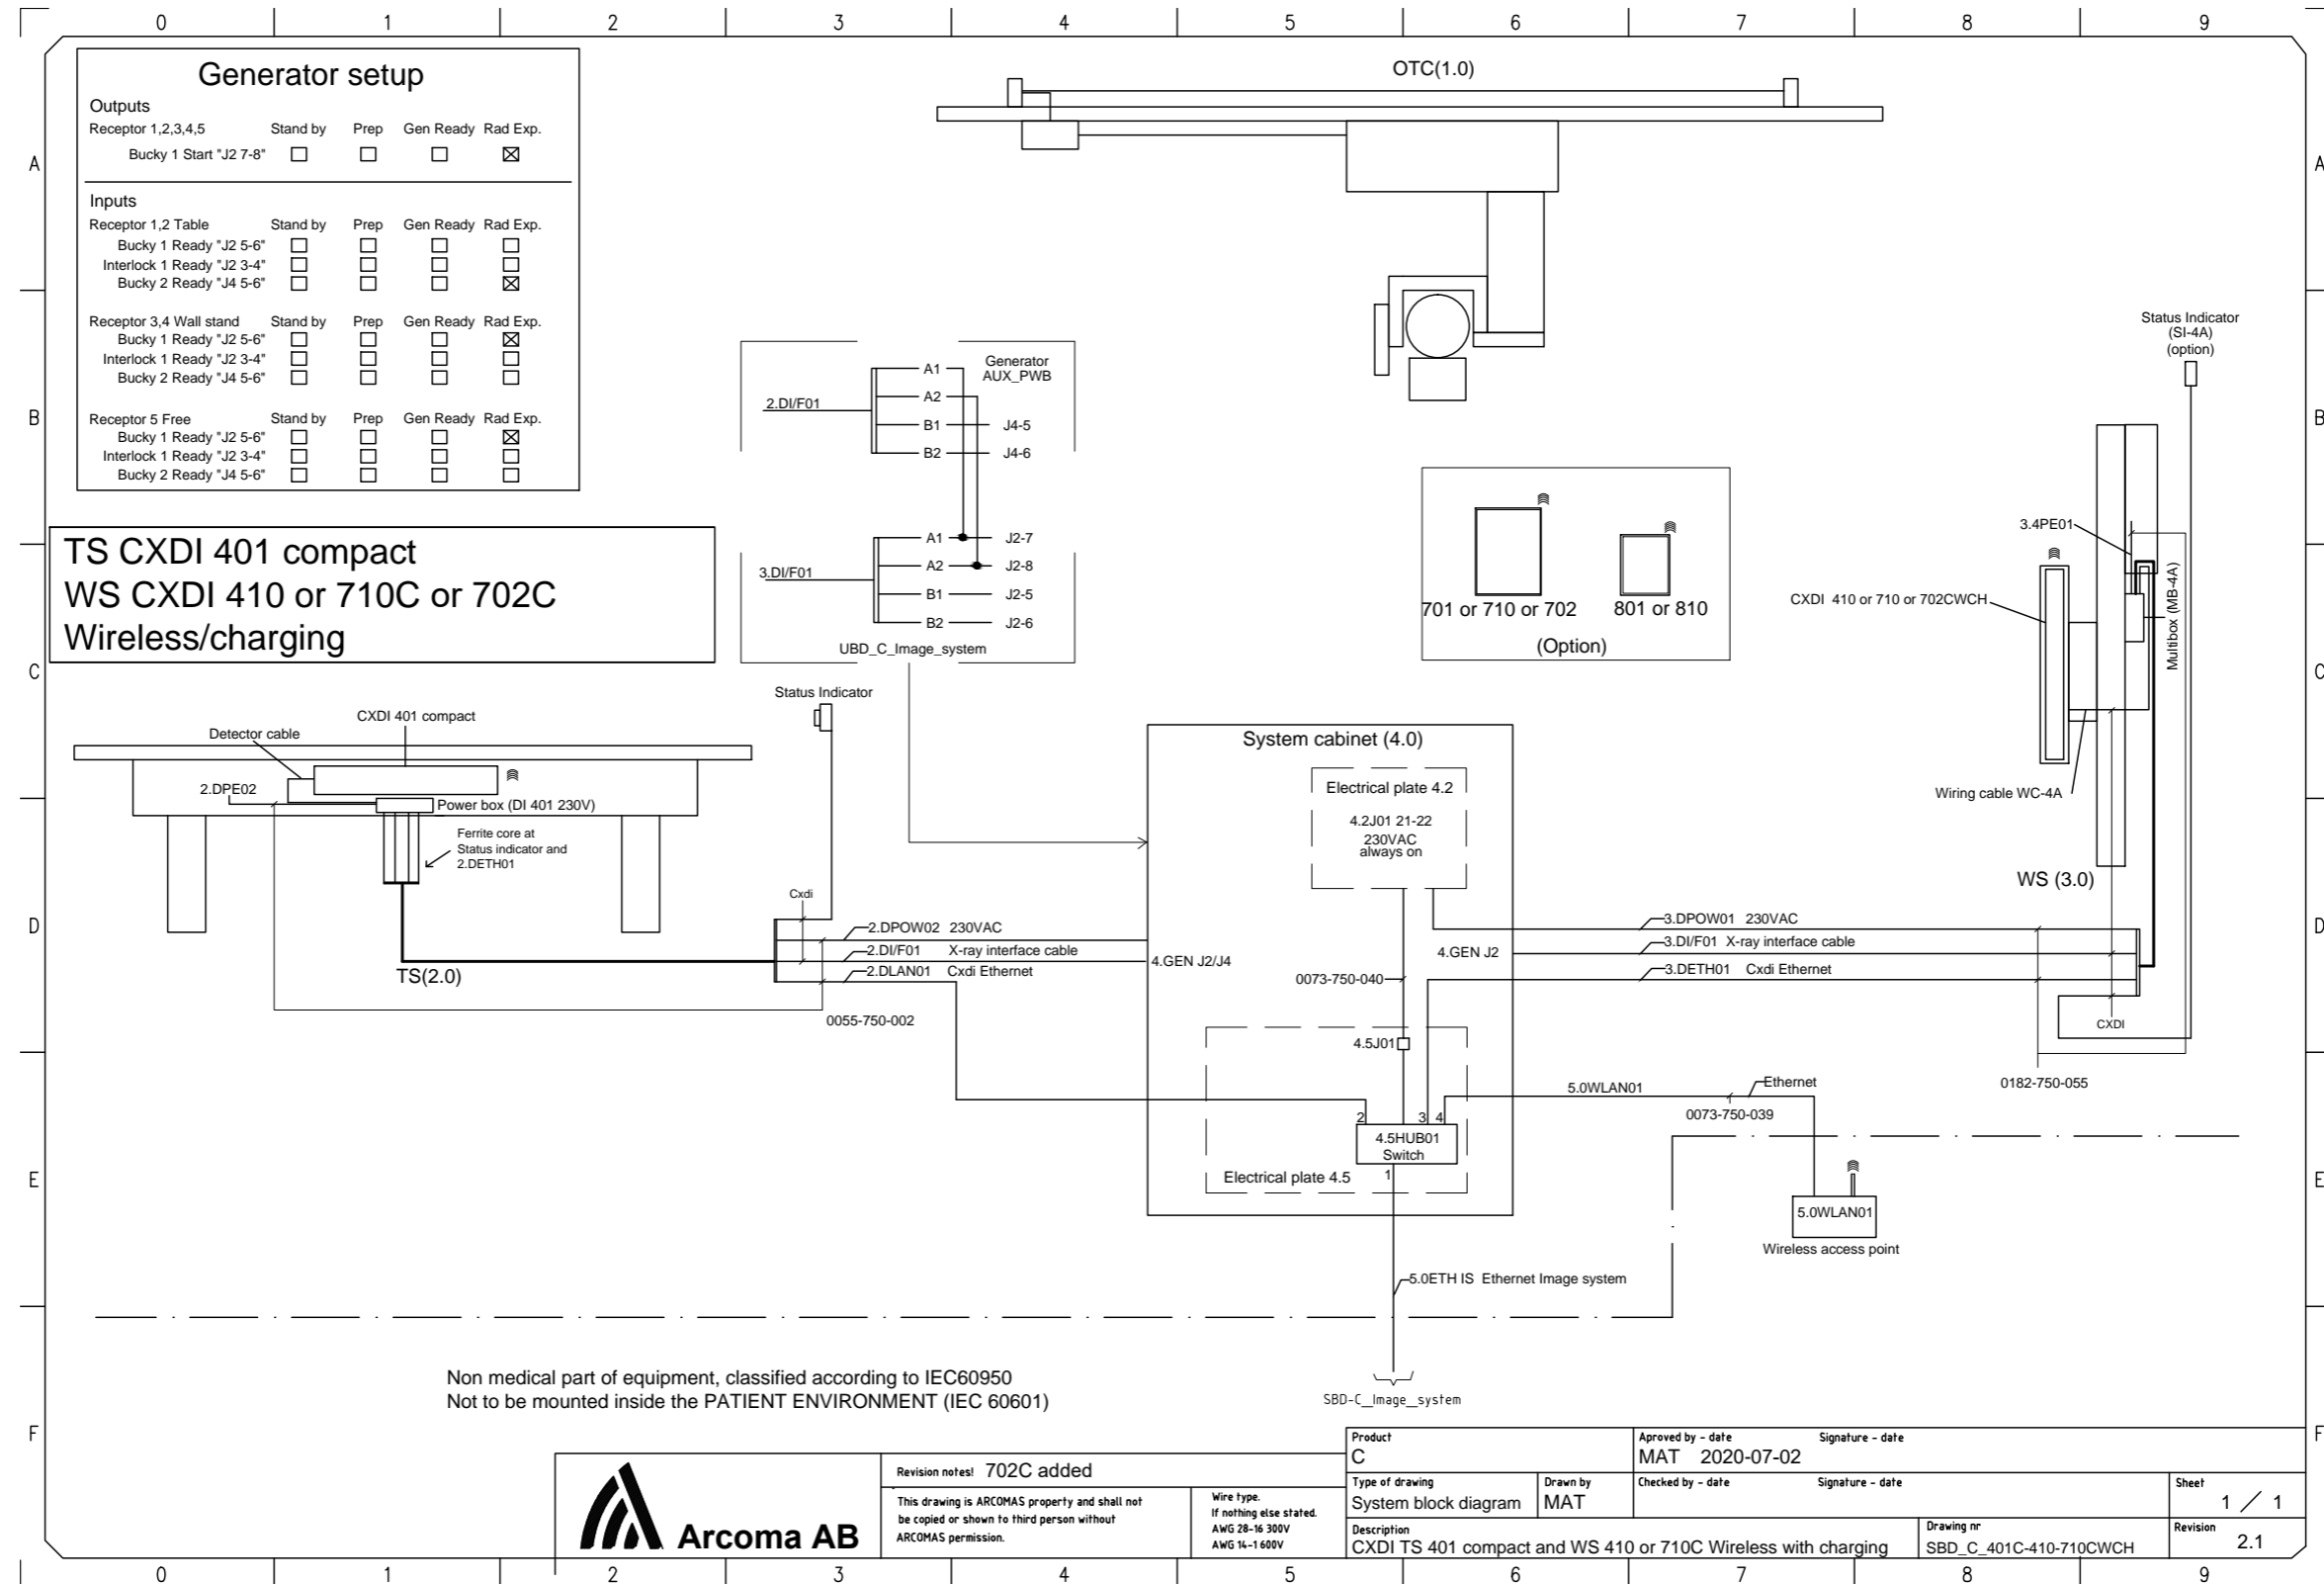 0 1 2 3 4 5 6 7 8 9
OTC(1.0)
Generator setup
Outputs
Receptor 1,2,3,4,5 Stand by Prep Gen Ready Rad Exp.
Bucky 1 Start "J2 7-8"
A A
Inputs
Receptor 1,2 Table Stand by Prep Gen Ready Rad Exp.
Bucky 1 Ready "J2 5-6"
Interlock 1 Ready "J2 3-4"
Bucky 2 Ready "J4 5-6"
Receptor 3,4 Wall stand Stand by Prep Gen Ready Rad Exp.
Bucky 1 Ready "J2 5-6"
Interlock 1 Ready "J2 3-4"
Bucky 2 Ready "J4 5-6"
Receptor 5 Free Stand by Prep Gen Ready Rad Exp.
Bucky 1 Ready "J2 5-6"
Interlock 1 Ready "J2 3-4"
Bucky 2 Ready "J4 5-6"
B B
Generator
AUX_PWB
2.DI/F01
A1
A2
B1 J4-5
B2 J4-6
3.DI/F01
A1 J2-7
A2 J2-8
B1 J2-5
B2 J2-6
UBD_C_Image_system
Status Indicator
(SI-4A)
(option)
TS CXDI 401 compact
WS CXDI 410 or 710C or 702C
Wireless/charging
701 or 710 or 702 801 or 810
(Option)
3.4PE01
CXDI 410 or 710 or 702CWCH
Multibox (MB-4A)
Wiring cable WC-4A
WS (3.0)
C C
Status Indicator
CXDI 401 compact
Detector cable
2.DPE02
Power box (DI 401 230V)
Ferrite core at
Status indicator and
2.DETH01
TS(2.0)
System cabinet (4.0)
Electrical plate 4.2
4.2J01 21-22
230VAC
always on
D D
Cxdi
2.DPOW02 230VAC
2.DI/F01 X-ray interface cable
2.DLAN01 Cxdi Ethernet
0055-750-002
4.GEN J2/J4
4.GEN J2
0073-750-040
3.DPOW01 230VAC
3.DI/F01 X-ray interface cable
3.DETH01 Cxdi Ethernet
CXDI
0182-750-055
4.5J01
5.0WLAN01
Ethernet
0073-750-039
2 3 4
4.5HUB01
Switch
1
Electrical plate 4.5
E E
5.0WLAN01
Wireless access point
5.0ETH IS Ethernet Image system
SBD-C_Image_system
Non medical part of equipment, classified according to IEC60950
Not to be mounted inside the PATIENT ENVIRONMENT (IEC 60601)
F F
Arcoma AB
Revision notes! 702C added
This drawing is ARCOMAS property and shall not
be copied or shown to third person without
ARCOMAS permission.
Wire type.
If nothing else stated.
AWG 28-16 300V
AWG 14-1 600V
Product
C
Aproved by - date Signature - date
MAT 2020-07-02
Type of drawing
System block diagram
Drawn by
MAT
Checked by - date Signature - date
Sheet
1 / 1
Description
CXDI TS 401 compact and WS 410 or 710C Wireless with charging
Drawing nr
SBD_C_401C-410-710CWCH
Revision
2.1
0 1 2 3 4 5 6 7 8 9